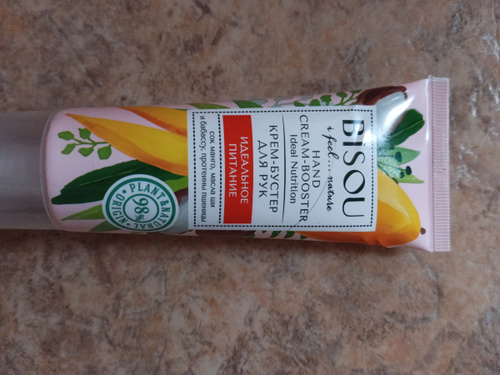 BISOU
i feel... nature
HAND
CREAM-BOOSTER
Ideal Nutrition
КРЕМ-БУСТЕР
ДЛЯ РУК
ИДЕАЛЬНОЕ
ПИТАНИЕ
сок манго, масла ши
и бабассу, протеины пшеницы
PLANT & NATURAL
98%
ORIGIN